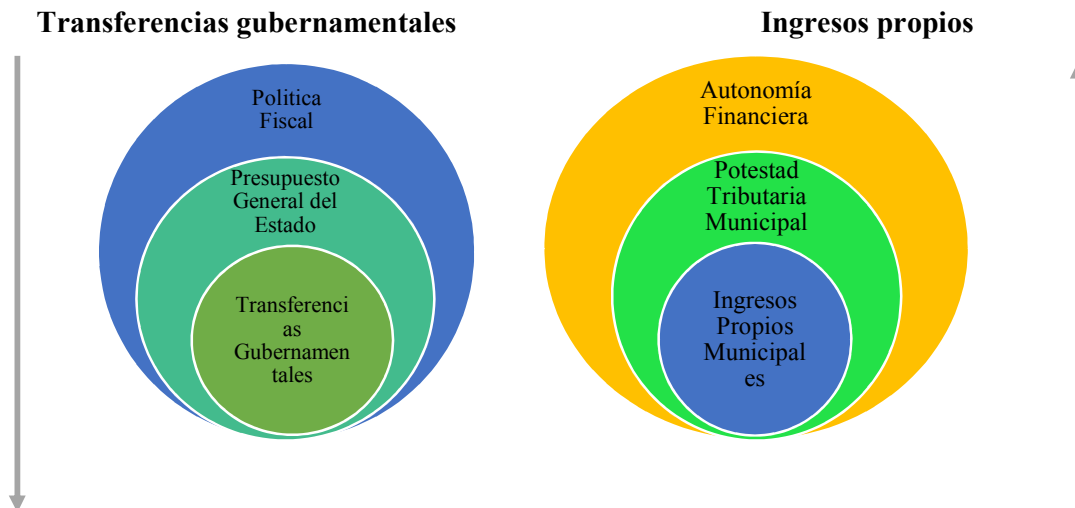 Transferencias gubernamentales
Ingresos propios
Politica
Fiscal
Presupuesto
General del
Estado
Transferenci
as
Gubernamen
tales
Autonomía
Financiera
Potestad
Tributaria
Municipal
Ingresos
Propios
Municipal
es